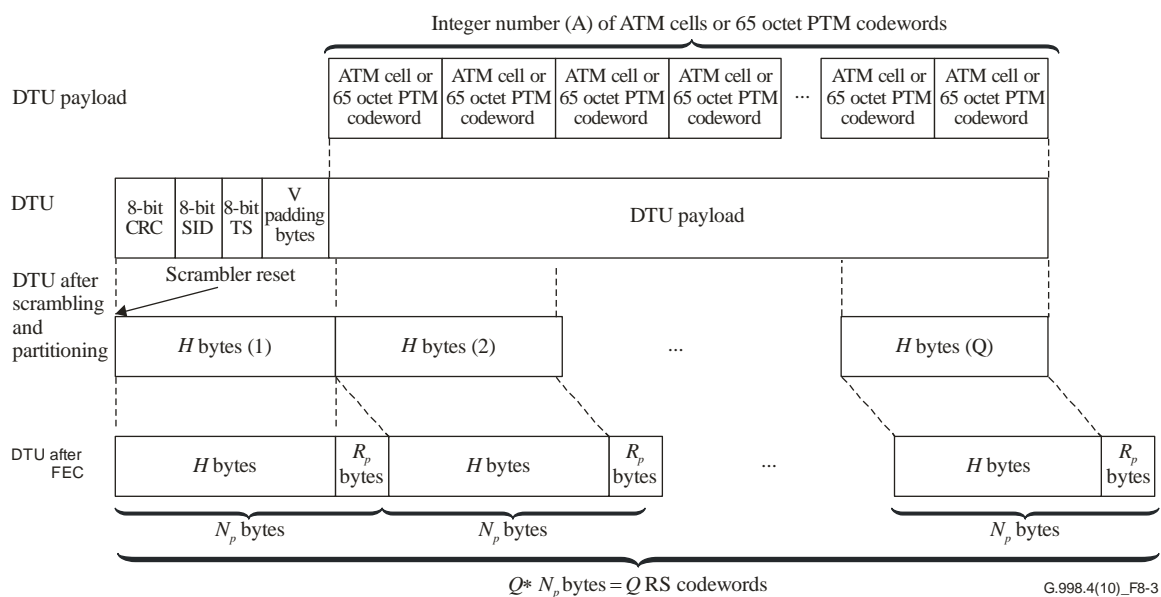 Integer number (A) of ATM cells or 65 octet PTM codewords
DTU payload
ATM cell or
65 octet PTM
codeword
ATM cell or
65 octet PTM
codeword
ATM cell or
65 octet PTM
codeword
ATM cell or
65 octet PTM
codeword
...
ATM cell or
65 octet PTM
codeword
ATM cell or
65 octet PTM
codeword
DTU
8-bit
CRC
8-bit
SID
8-bit
TS
V
padding
bytes
DTU payload
DTU after
scrambling
and
partitioning
Scrambler reset
H bytes (1)
H bytes (2)
...
H bytes (Q)
DTU after
FEC
H bytes
R_p
bytes
H bytes
R_p
bytes
...
H bytes
R_p
bytes
N_p bytes
N_p bytes
N_p bytes
Q* N_p bytes = Q RS codewords
G.998.4(10)_F8-3